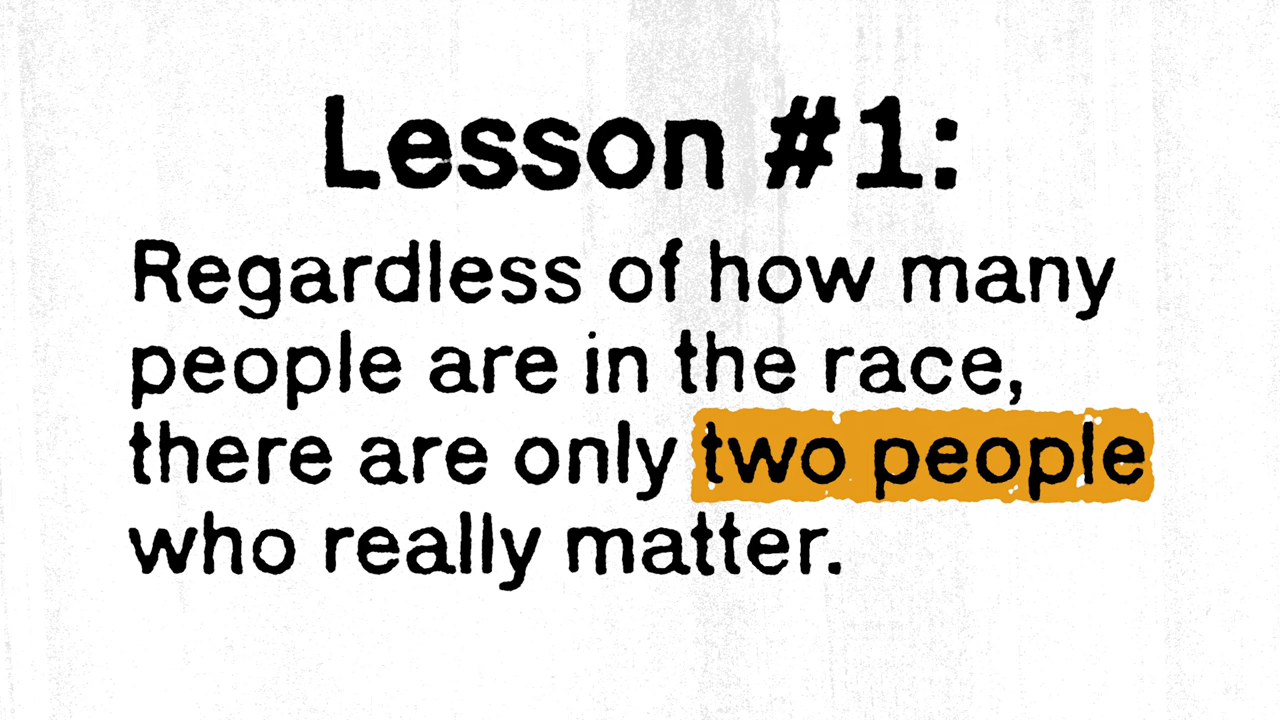 Lesson #1:
Regardless of how many
people are in the race,
there are only two people
who really matter.